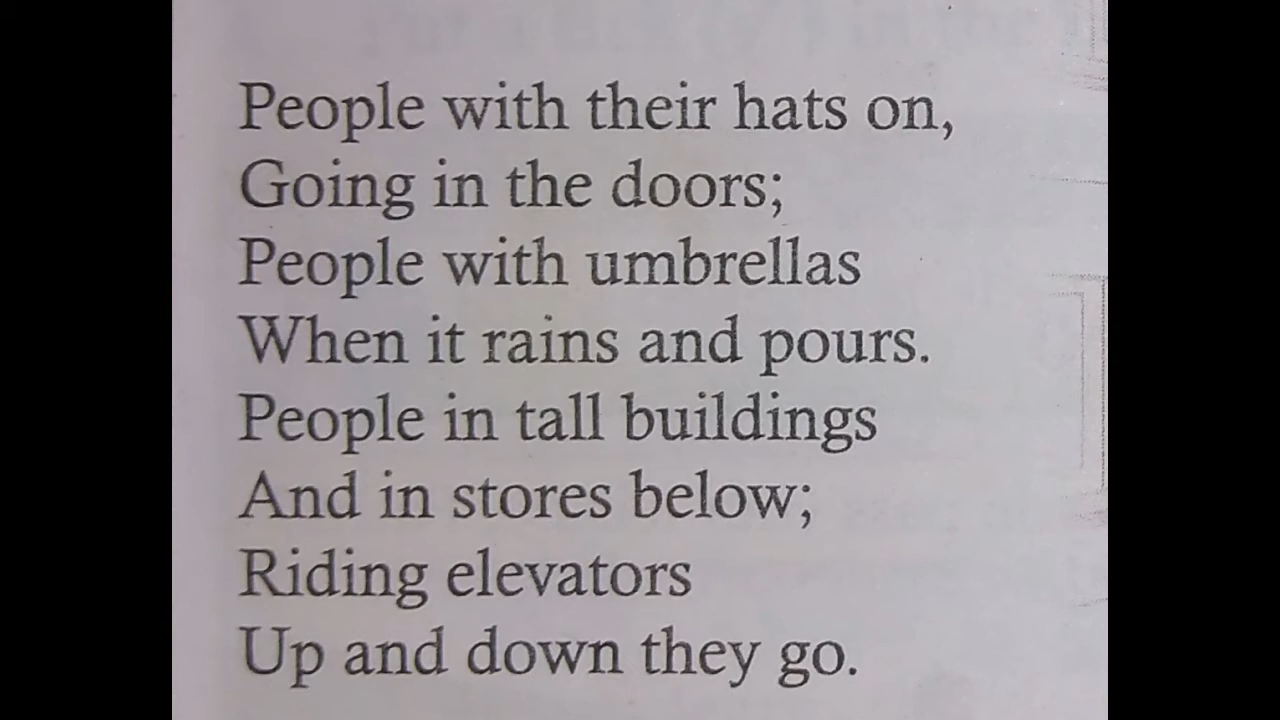 People with their hats on,
Going in the doors;
People with umbrellas
When it rains and pours.
People in tall buildings
And in stores below;
Riding elevators
Up and down they go.